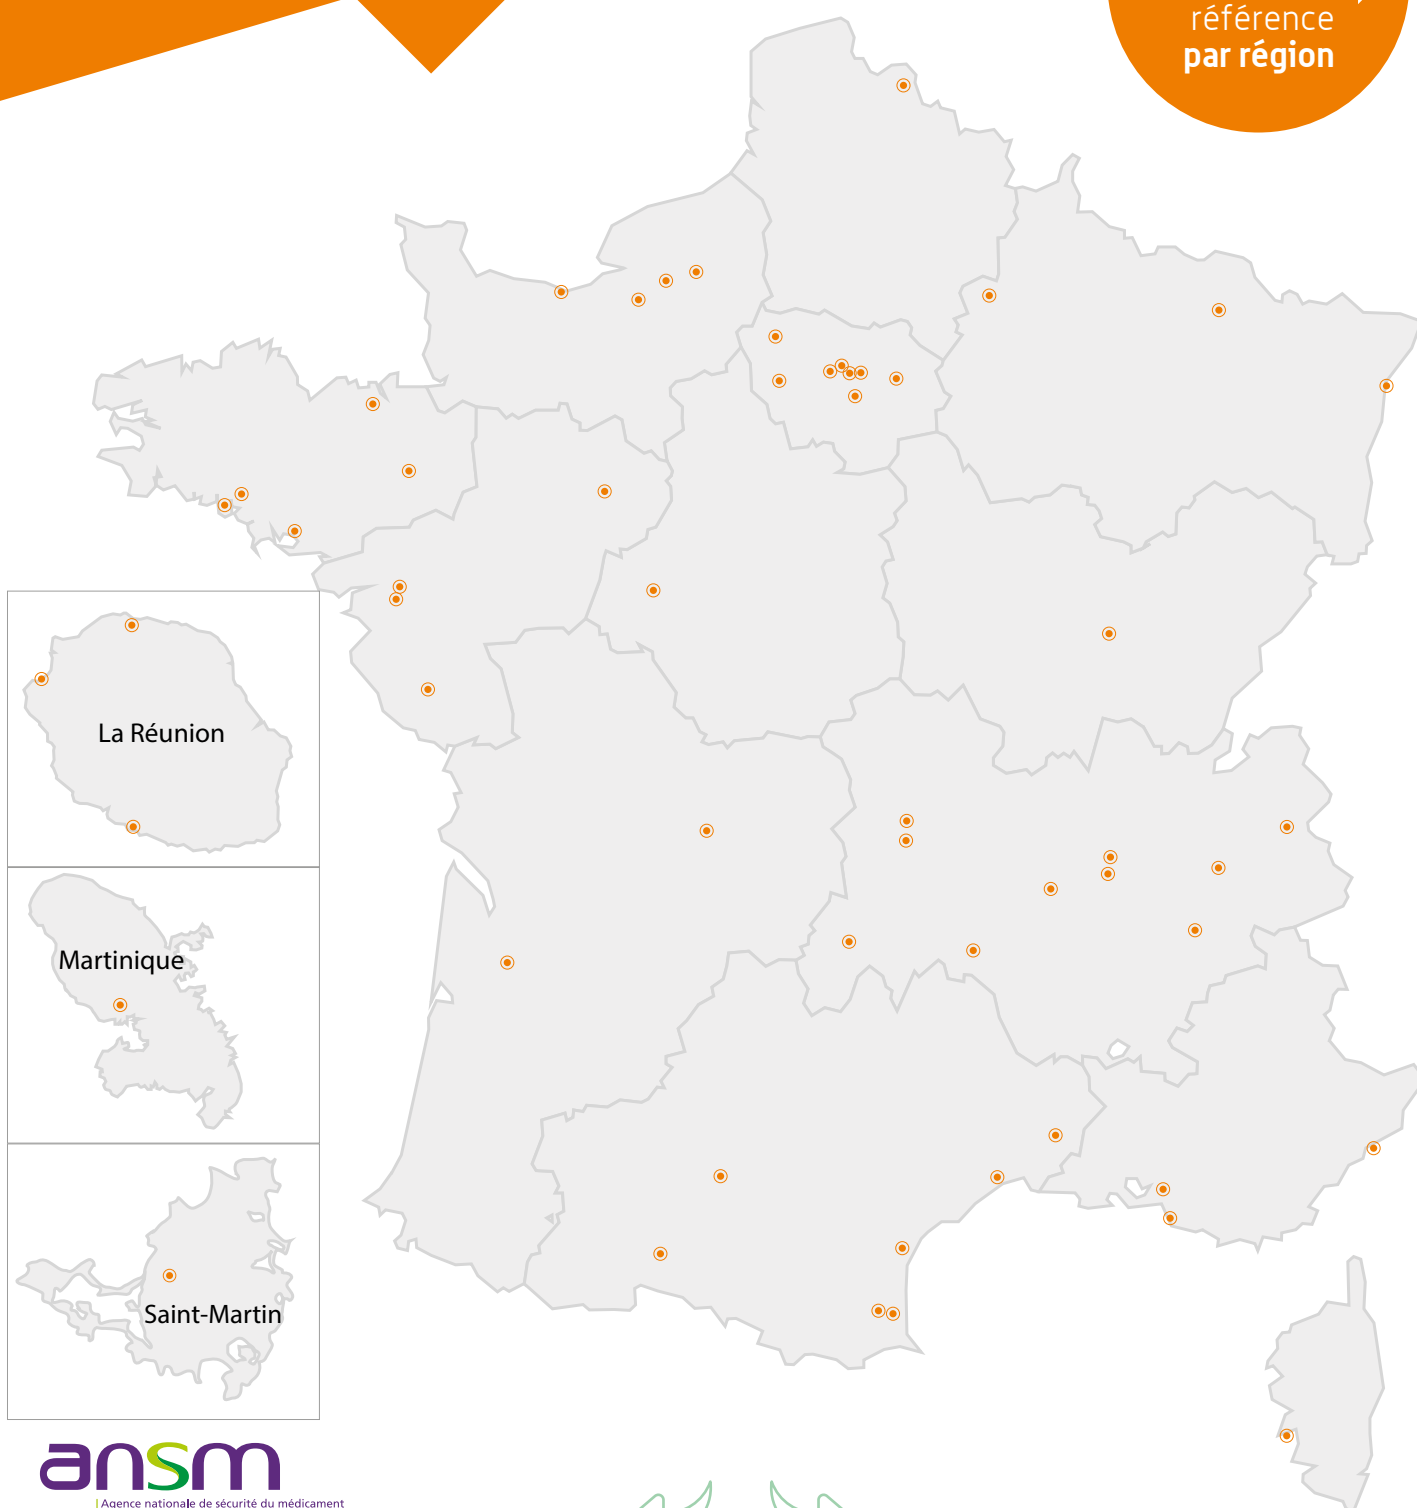 référence
par région
La Réunion
Martinique
Saint-Martin
ansm
Agence nationale de sécurité du médicament